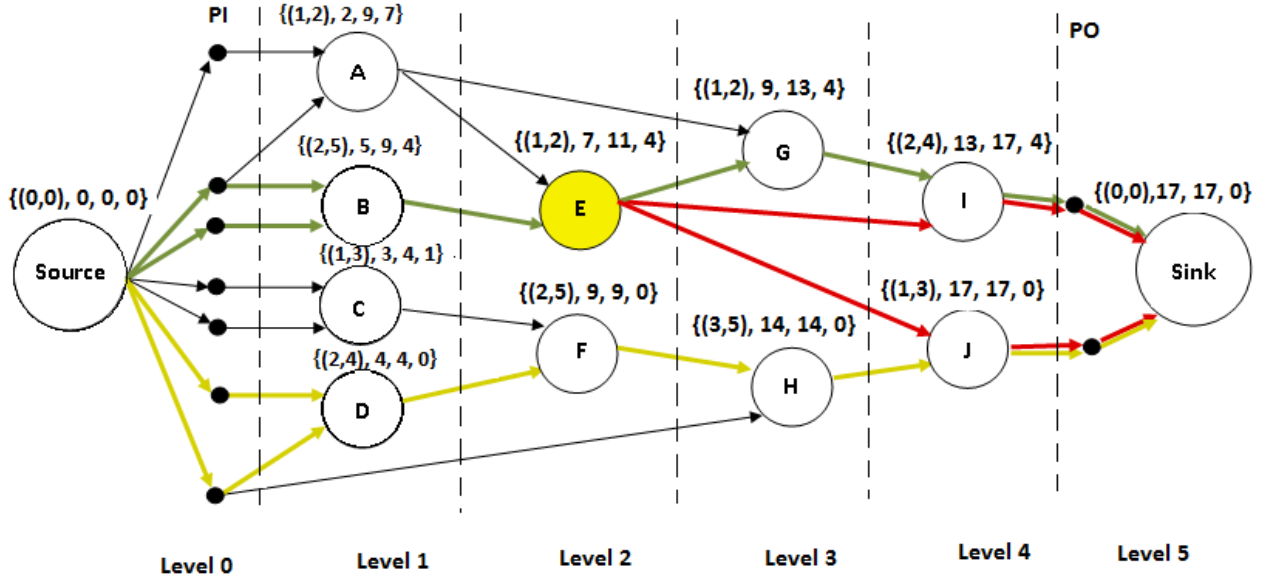 PI
{(1,2), 2, 9, 7}
PO
A
{(1,2), 9, 13, 4}
{(2,5), 5, 9, 4}
{(1,2), 7, 11, 4}
G
{(2,4), 13, 17, 4}
{(0,0), 0, 0, 0}
B
E
I
{(0,0),17, 17, 0}
Source
{(1,3), 3, 4, 1}
Sink
C
{(2,5), 9, 9, 0}
{(1,3), 17, 17, 0}
{(2,4), 4, 4, 0}
F
{(3,5), 14, 14, 0}
J
D
H
Level 0
Level 1
Level 2
Level 3
Level 4
Level 5